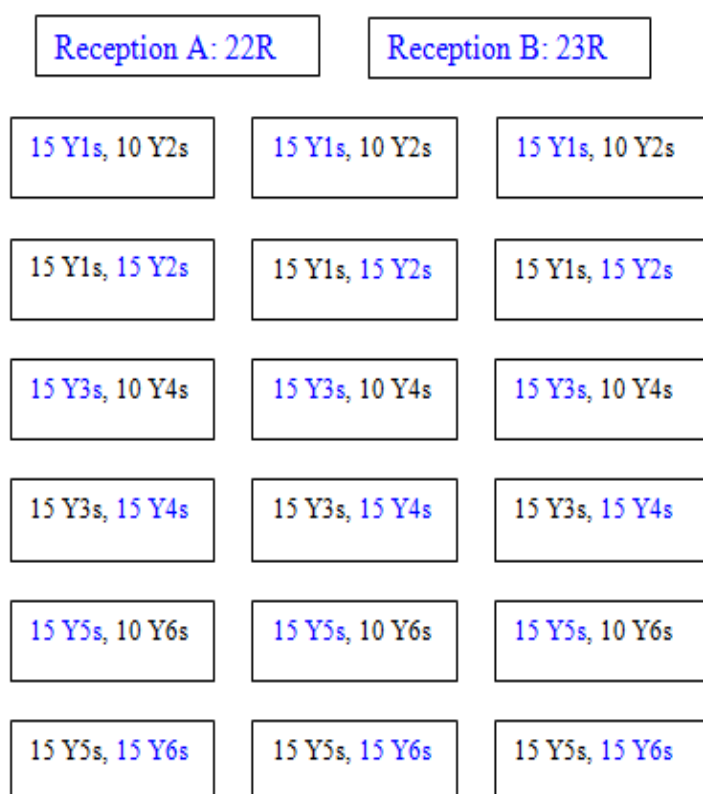 Reception A: 22R Reception B: 23R
15 Y1s, 10 Y2s 15 Y1s, 10 Y2s 15 Y1s, 10 Y2s
15 Y1s, 15 Y2s 15 Y1s, 15 Y2s 15 Y1s, 15 Y2s
15 Y3s, 10 Y4s 15 Y3s, 10 Y4s 15 Y3s, 10 Y4s
15 Y3s, 15 Y4s 15 Y3s, 15 Y4s 15 Y3s, 15 Y4s
15 Y5s, 10 Y6s 15 Y5s, 10 Y6s 15 Y5s, 10 Y6s
15 Y5s, 15 Y6s 15 Y5s, 15 Y6s 15 Y5s, 15 Y6s